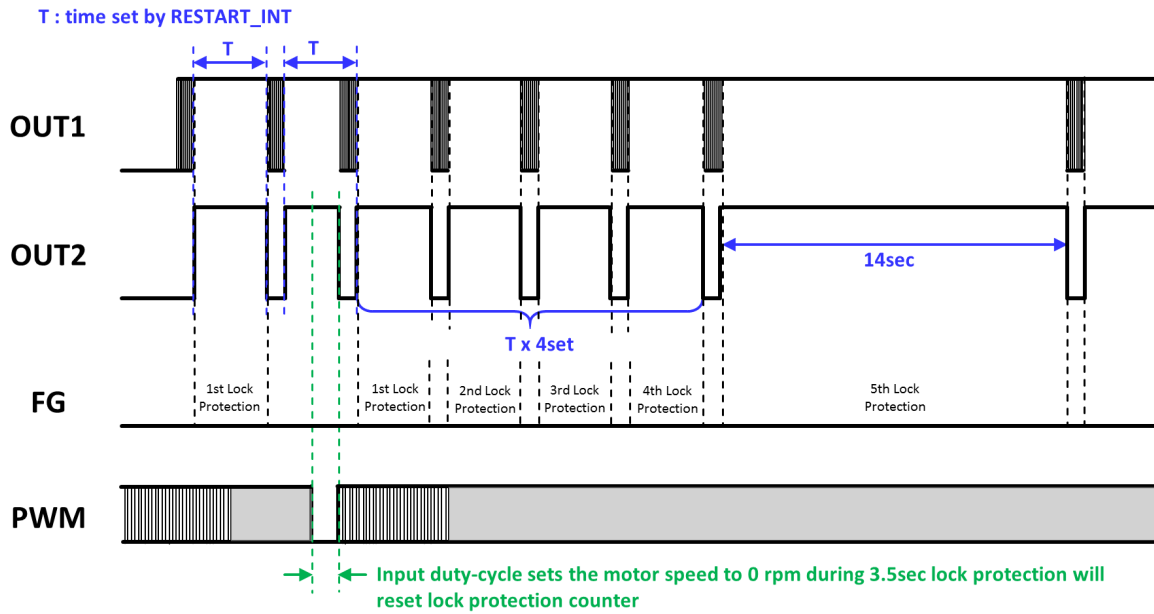 T : time set by RESTART_INT
T
T
OUT1
OUT2
14sec
T x 4set
FG
1st Lock
Protection
1st Lock
Protection
2nd Lock
Protection
3rd Lock
Protection
4th Lock
Protection
5th Lock
Protection
PWM
Input duty-cycle sets the motor speed to 0 rpm during 3.5sec lock protection will
reset lock protection counter